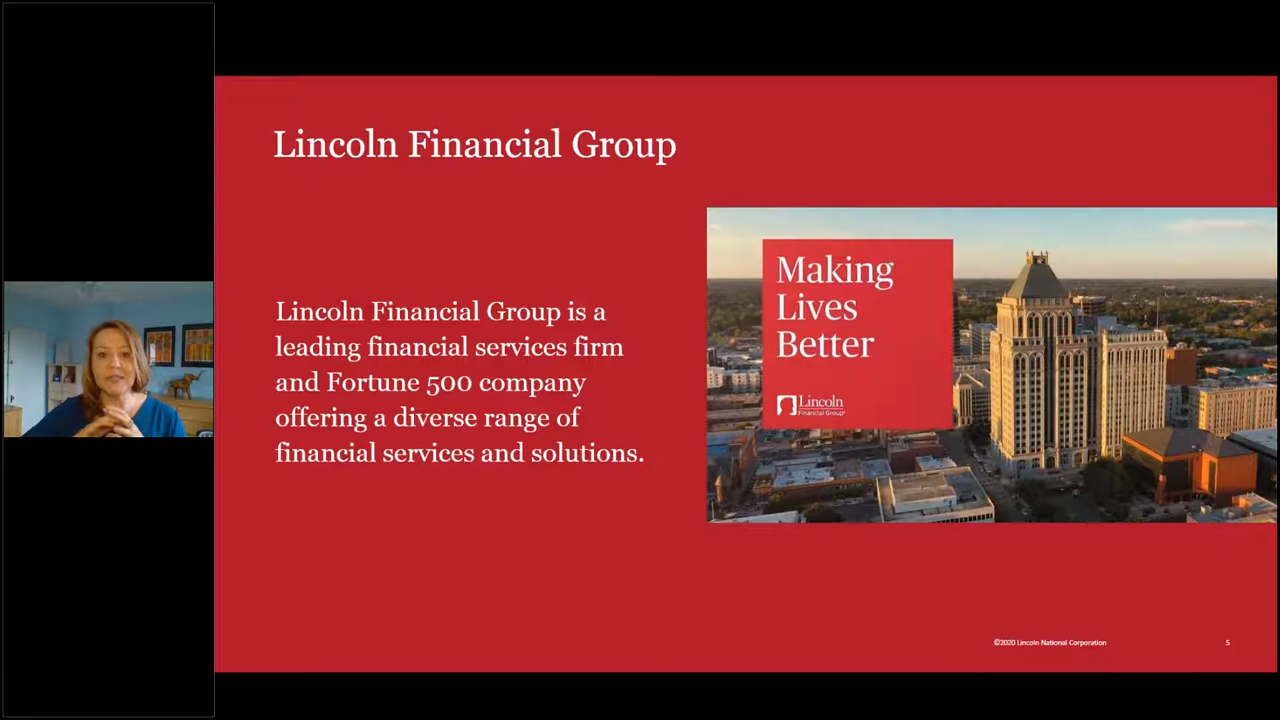 Lincoln Financial Group
Lincoln Financial Group is a
leading financial services firm
and Fortune 500 company
offering a diverse range of
financial services and solutions.
Making
Lives
Better
Lincoln
Financial Group®
©2020 Lincoln National Corporation
5